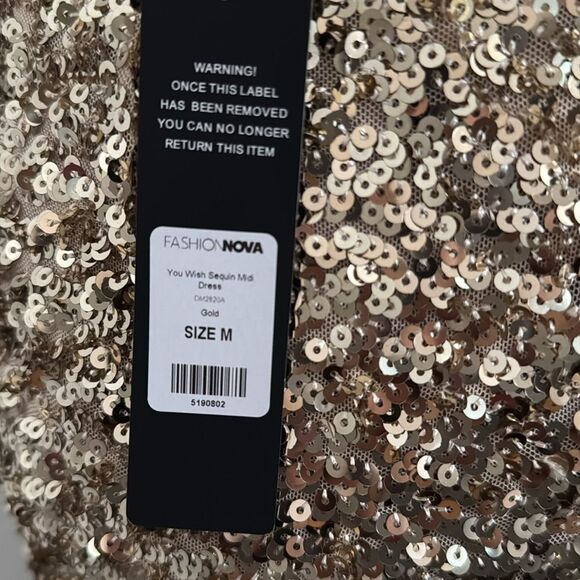 WARNING!
ONCE THIS LABEL
HAS BEEN REMOVED
YOU CAN NO LONGER
RETURN THIS ITEM
FASHIONNOVA
You Wish Sequin Midi
Dress
DM2820A
Gold
SIZE M
5190802